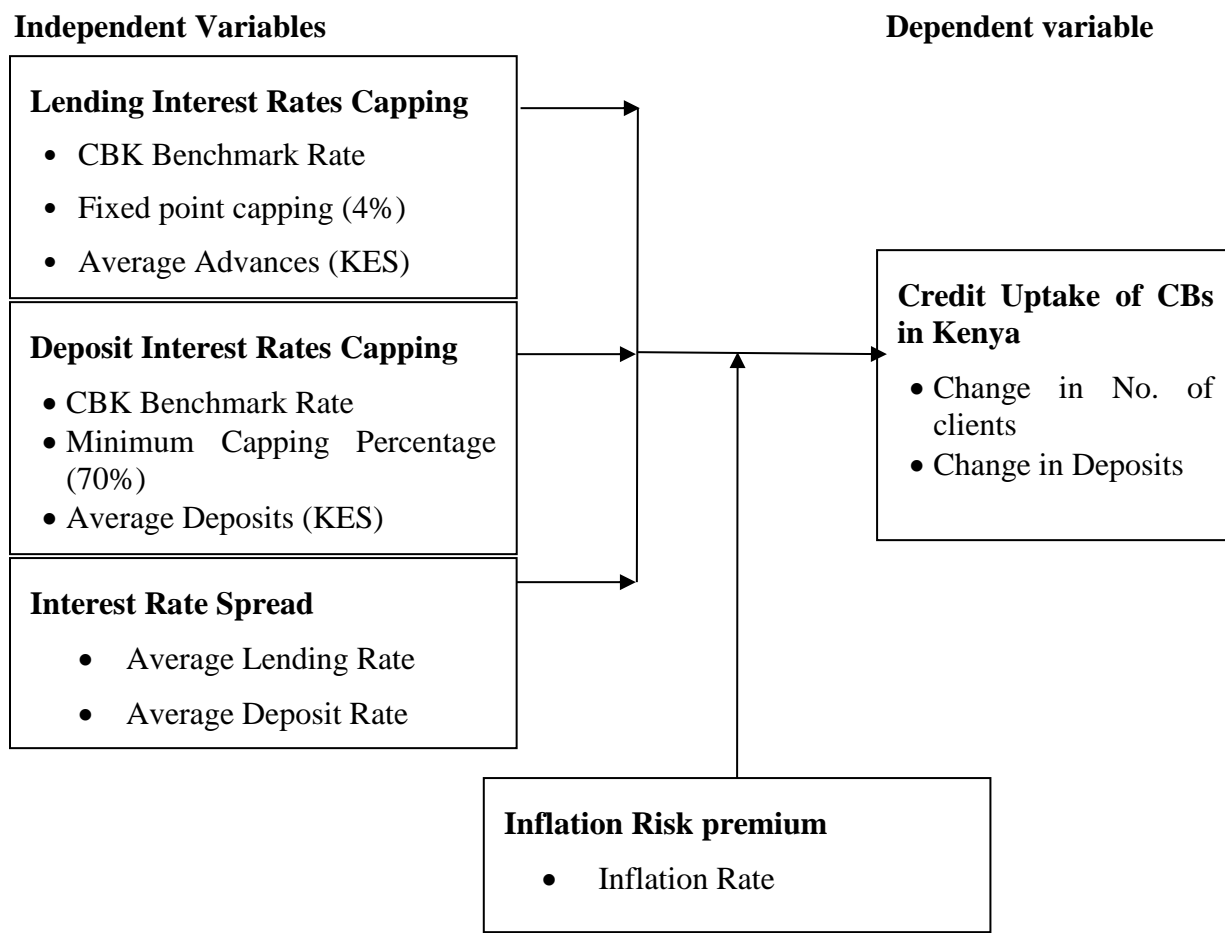 Independent Variables
Dependent variable
Lending Interest Rates Capping
• CBK Benchmark Rate
• Fixed point capping (4%)
• Average Advances (KES)
Deposit Interest Rates Capping
• CBK Benchmark Rate
• Minimum Capping Percentage
(70%)
• Average Deposits (KES)
Interest Rate Spread
• Average Lending Rate
• Average Deposit Rate
Credit Uptake of CBs
in Kenya
• Change in No. of
clients
• Change in Deposits
Inflation Risk premium
• Inflation Rate